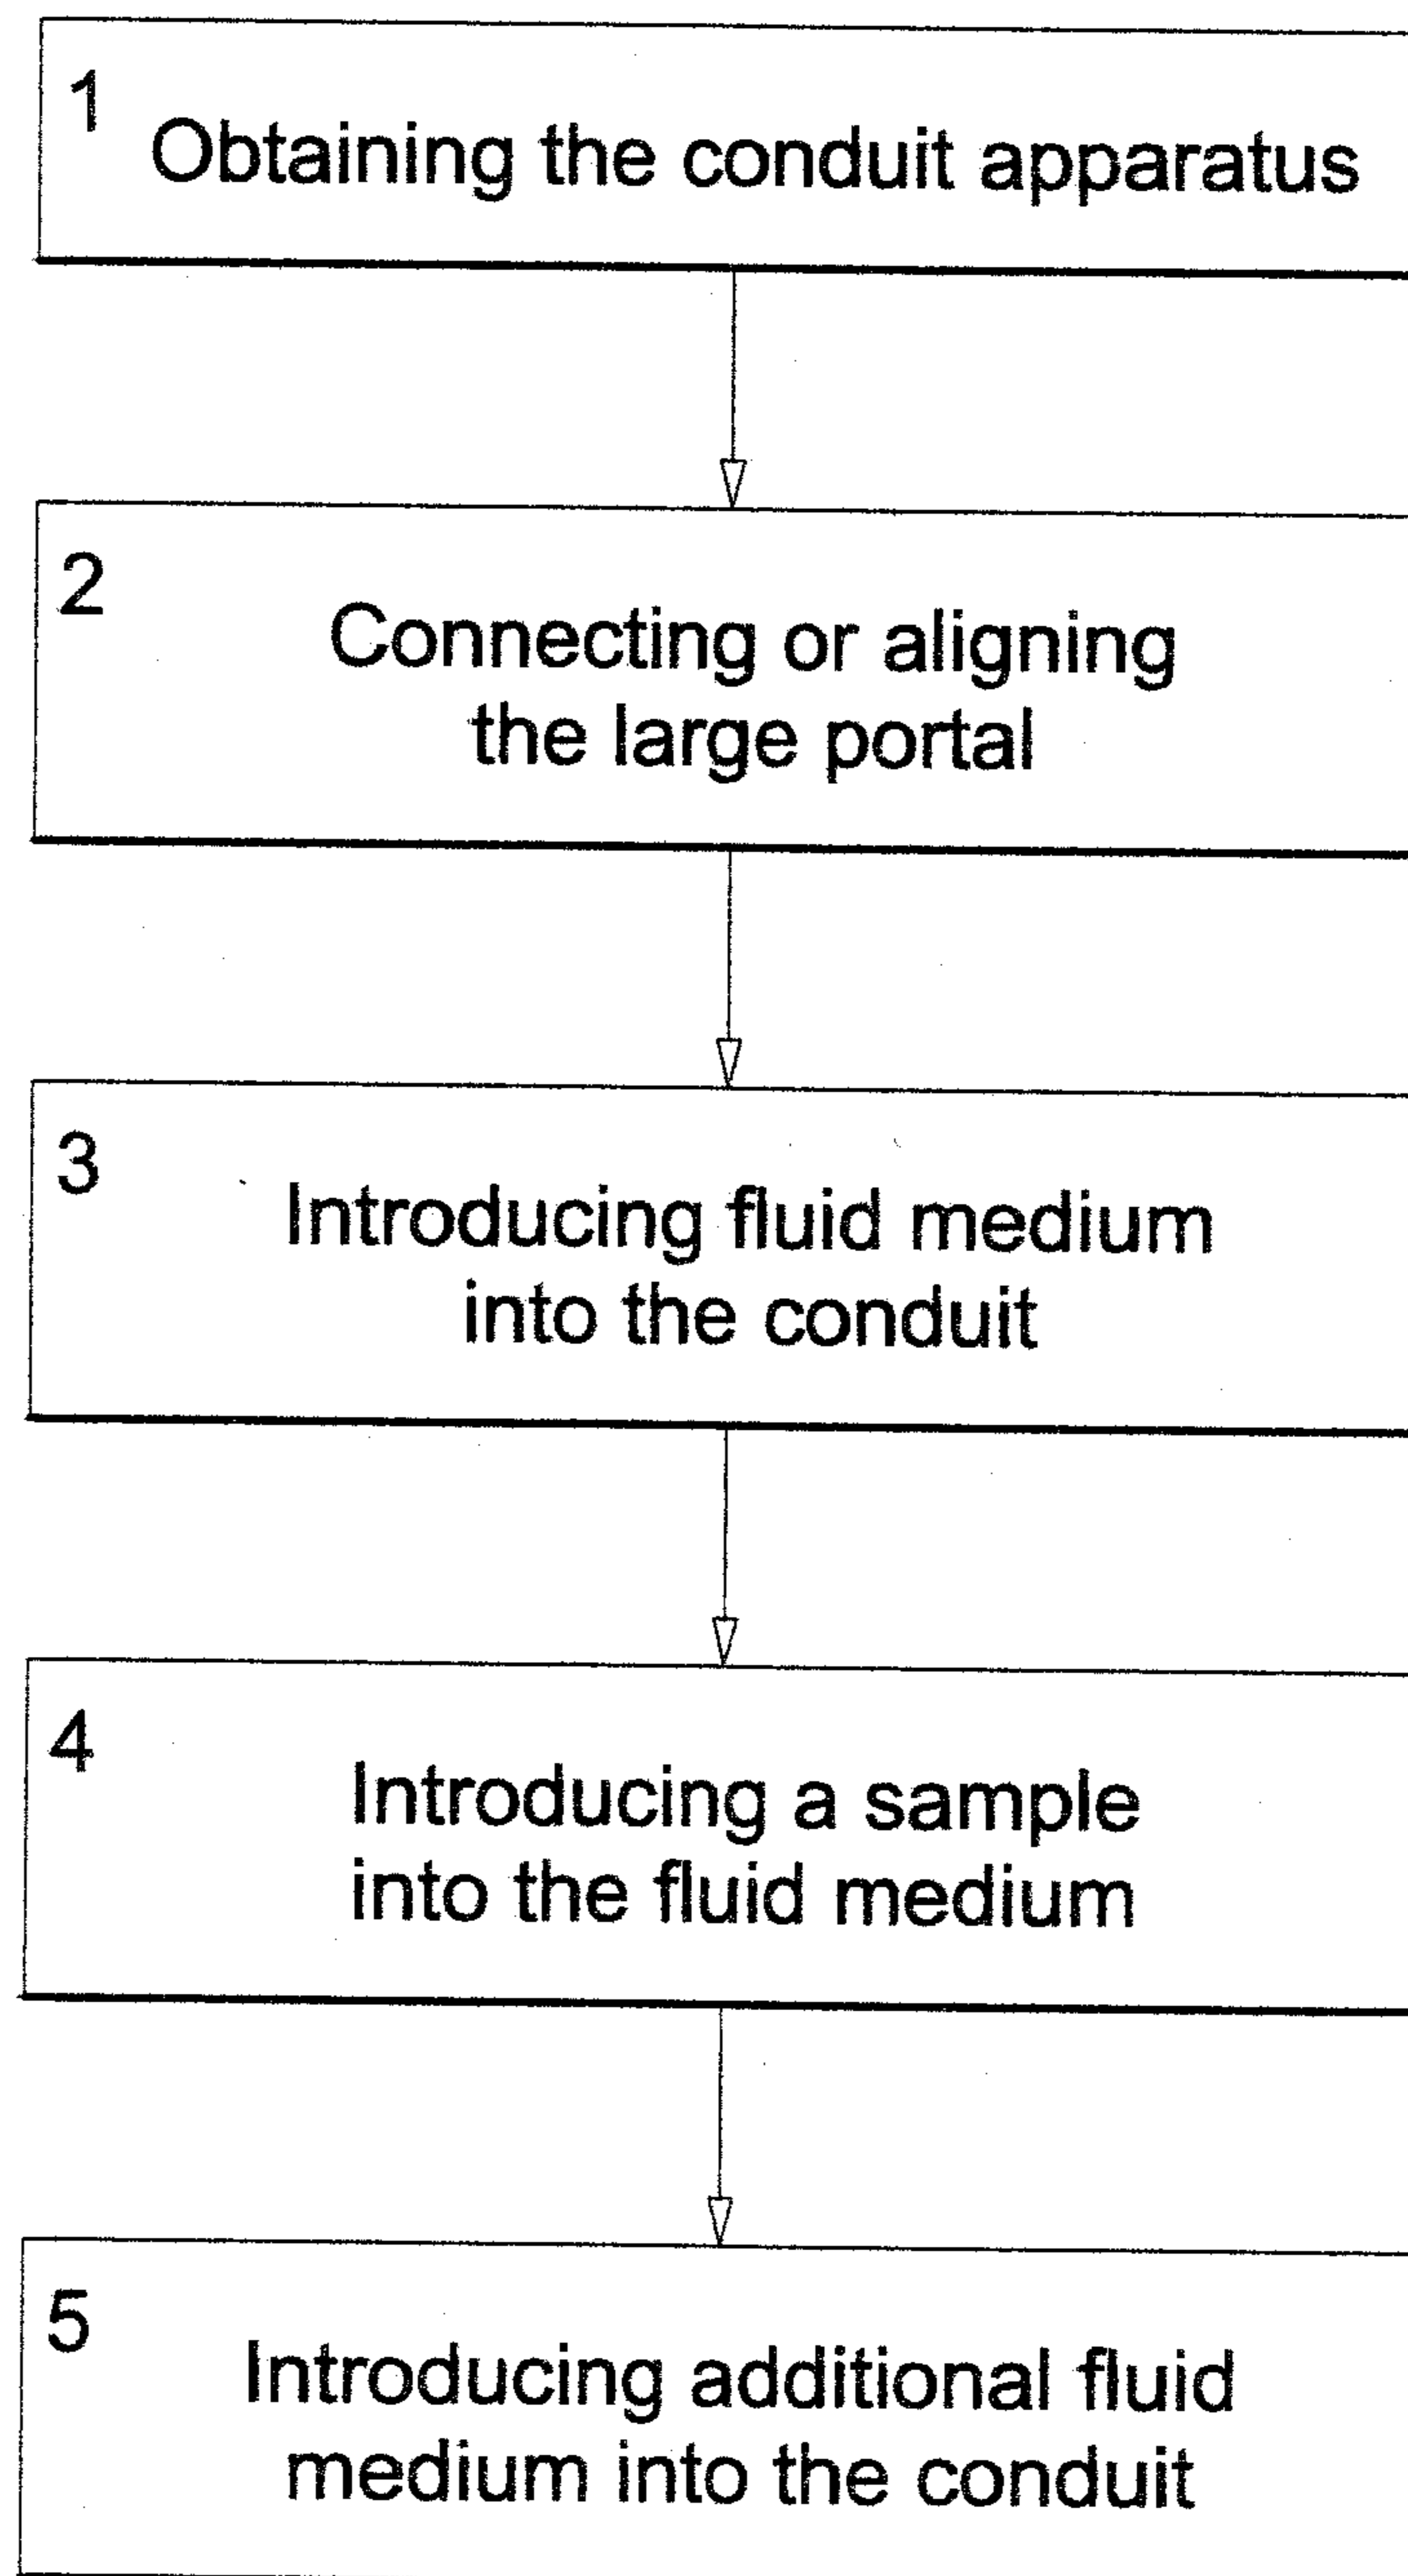 1
Obtaining the conduit apparatus
2
Connecting or aligning
the large portal
3
Introducing fluid medium
into the conduit
4
Introducing a sample
into the fluid medium
5
Introducing additional fluid
medium into the conduit